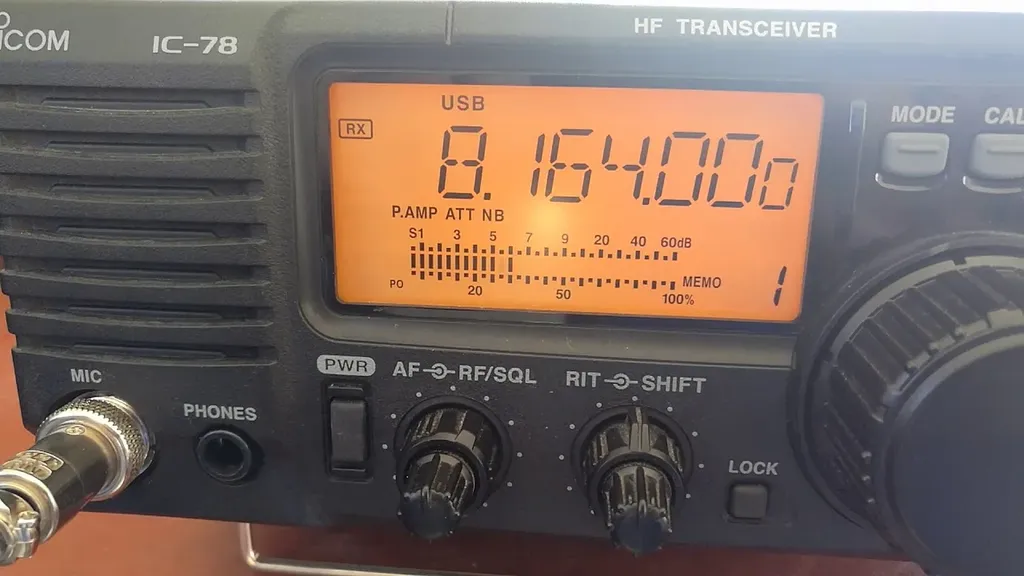 ICOM
IC-78
HF TRANSCEIVER
USB
RX
8.164.000
P.AMP ATT NB
S1 3 5 7 9 20 40 60dB
PO 20 50 100%
MEMO 1
MODE
CAL
MIC
PHONES
PWR
AF RF/SQL
RIT SHIFT
LOCK